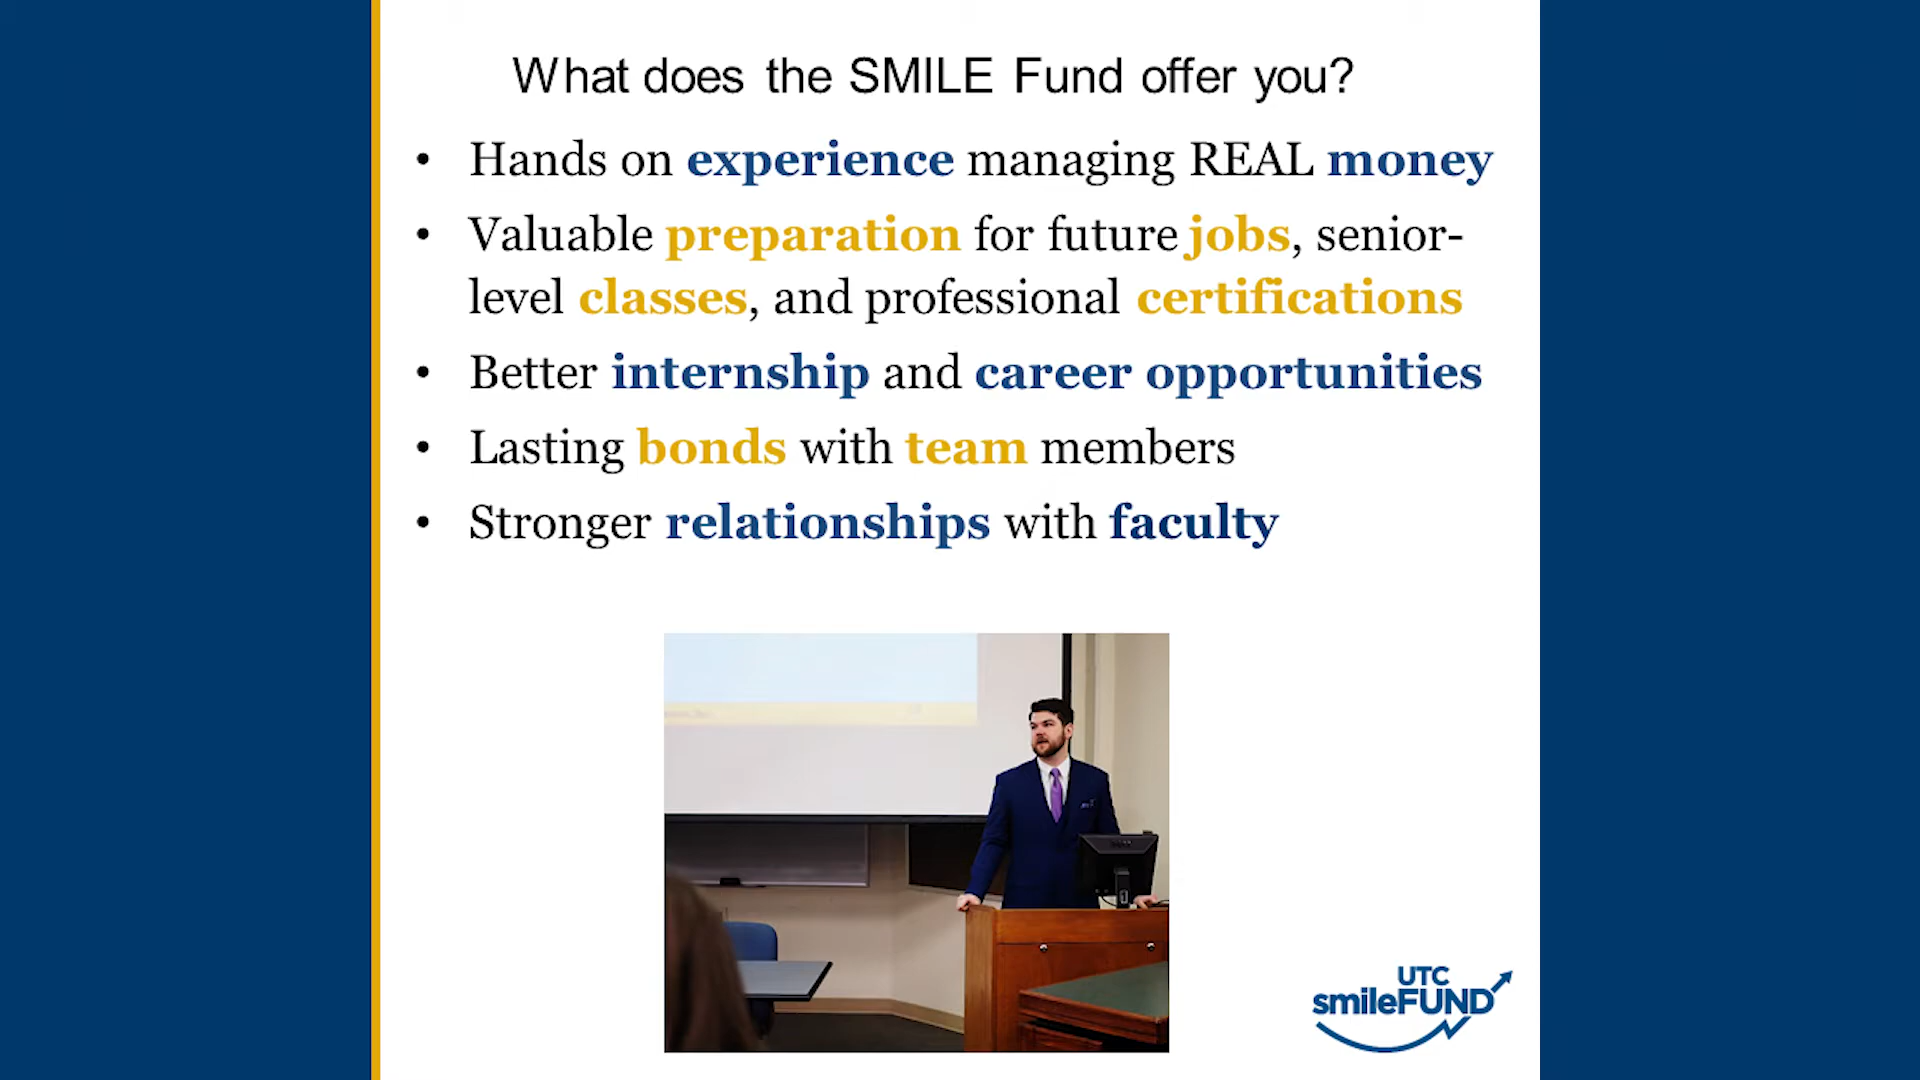 What does the SMILE Fund offer you?
• Hands on experience managing REAL money
• Valuable preparation for future jobs, senior-
level classes, and professional certifications
• Better internship and career opportunities
• Lasting bonds with team members
• Stronger relationships with faculty
UTC
smileFUND